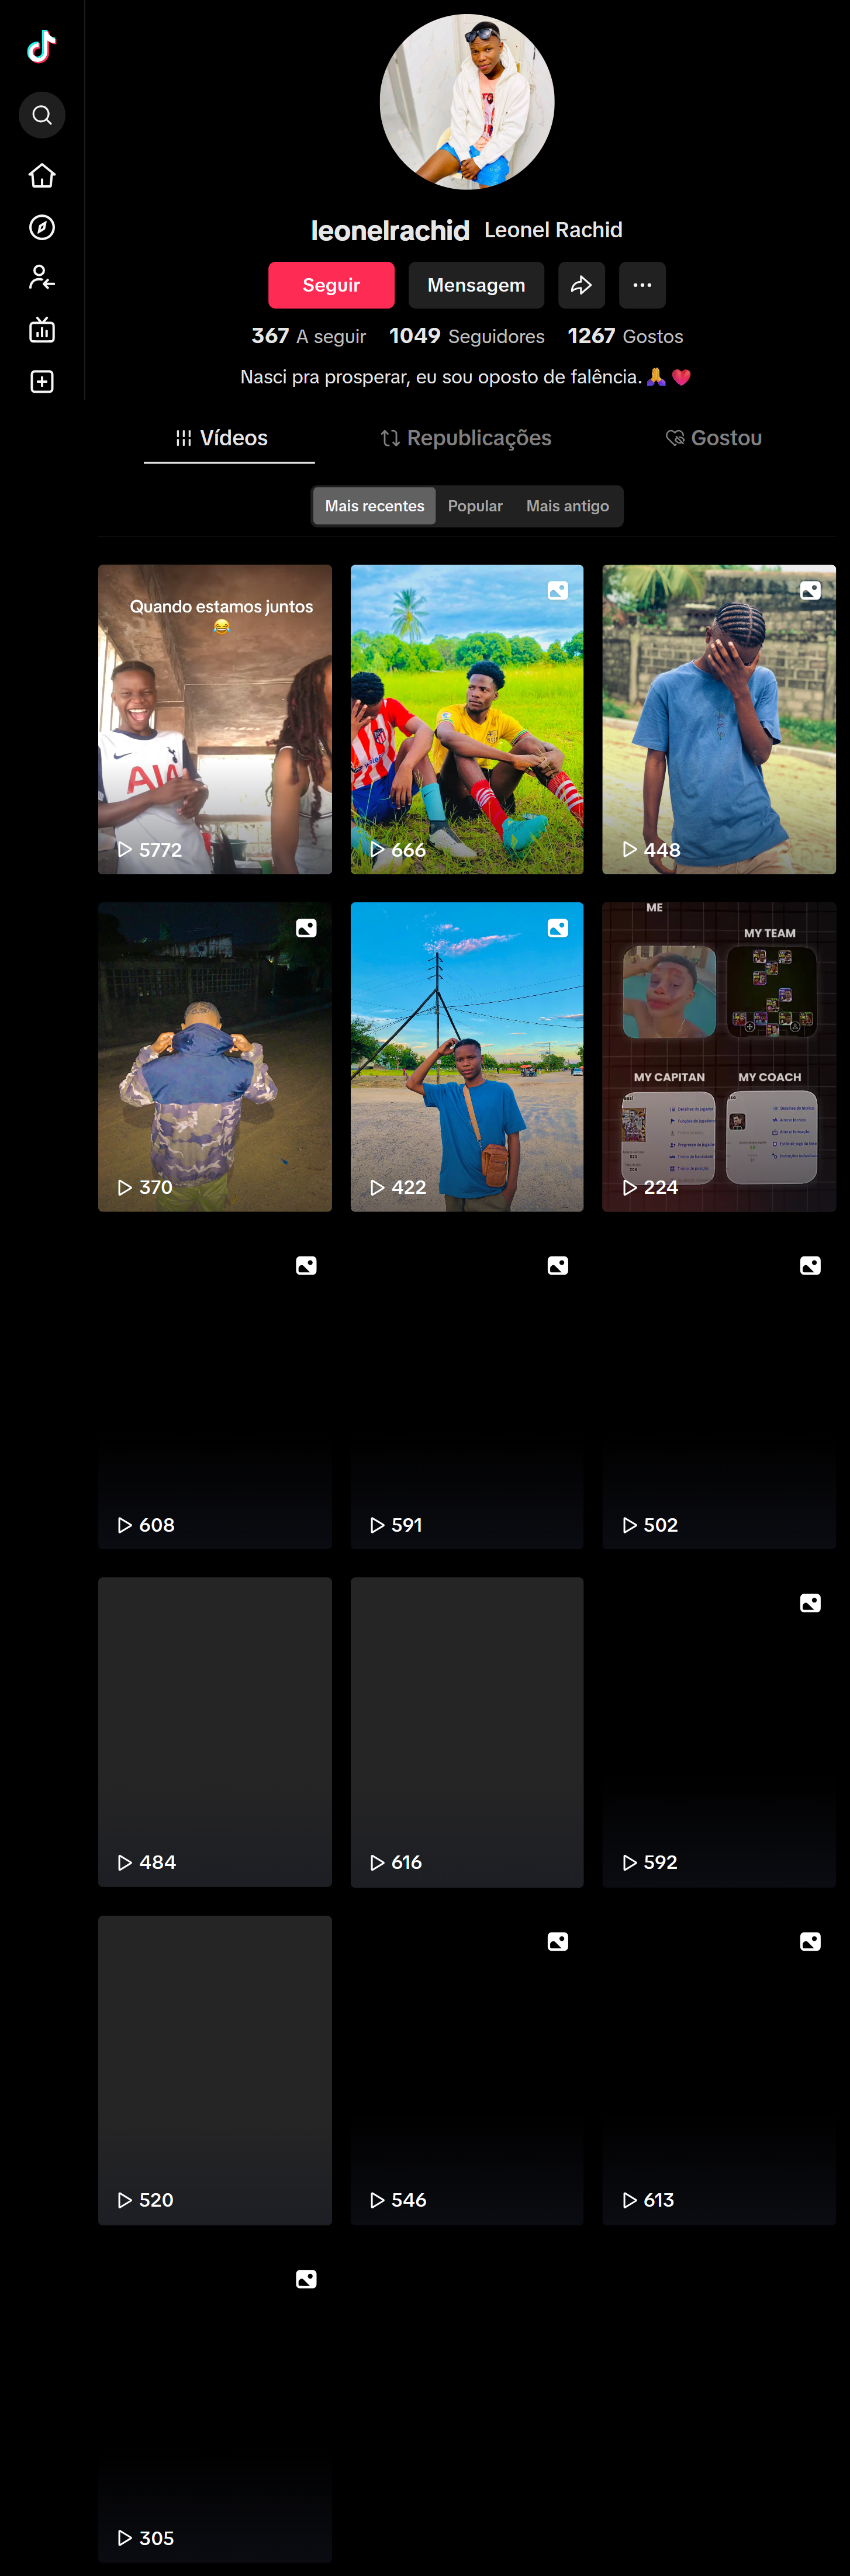 leonelrachid Leonel Rachid
Seguir Mensagem
367 A seguir 1049 Seguidores 1267 Gostos
Nasci pra prosperar, eu sou oposto de falência. 🙏 💗
Vídeos Republicações Gostou
Mais recentes Popular Mais antigo
Quando estamos juntos
😂
AIA
5772
666
448
370
422
ME
MY TEAM
MY CAPITAN MY COACH
224
608
591
502
484
616
592
520
546
613
305